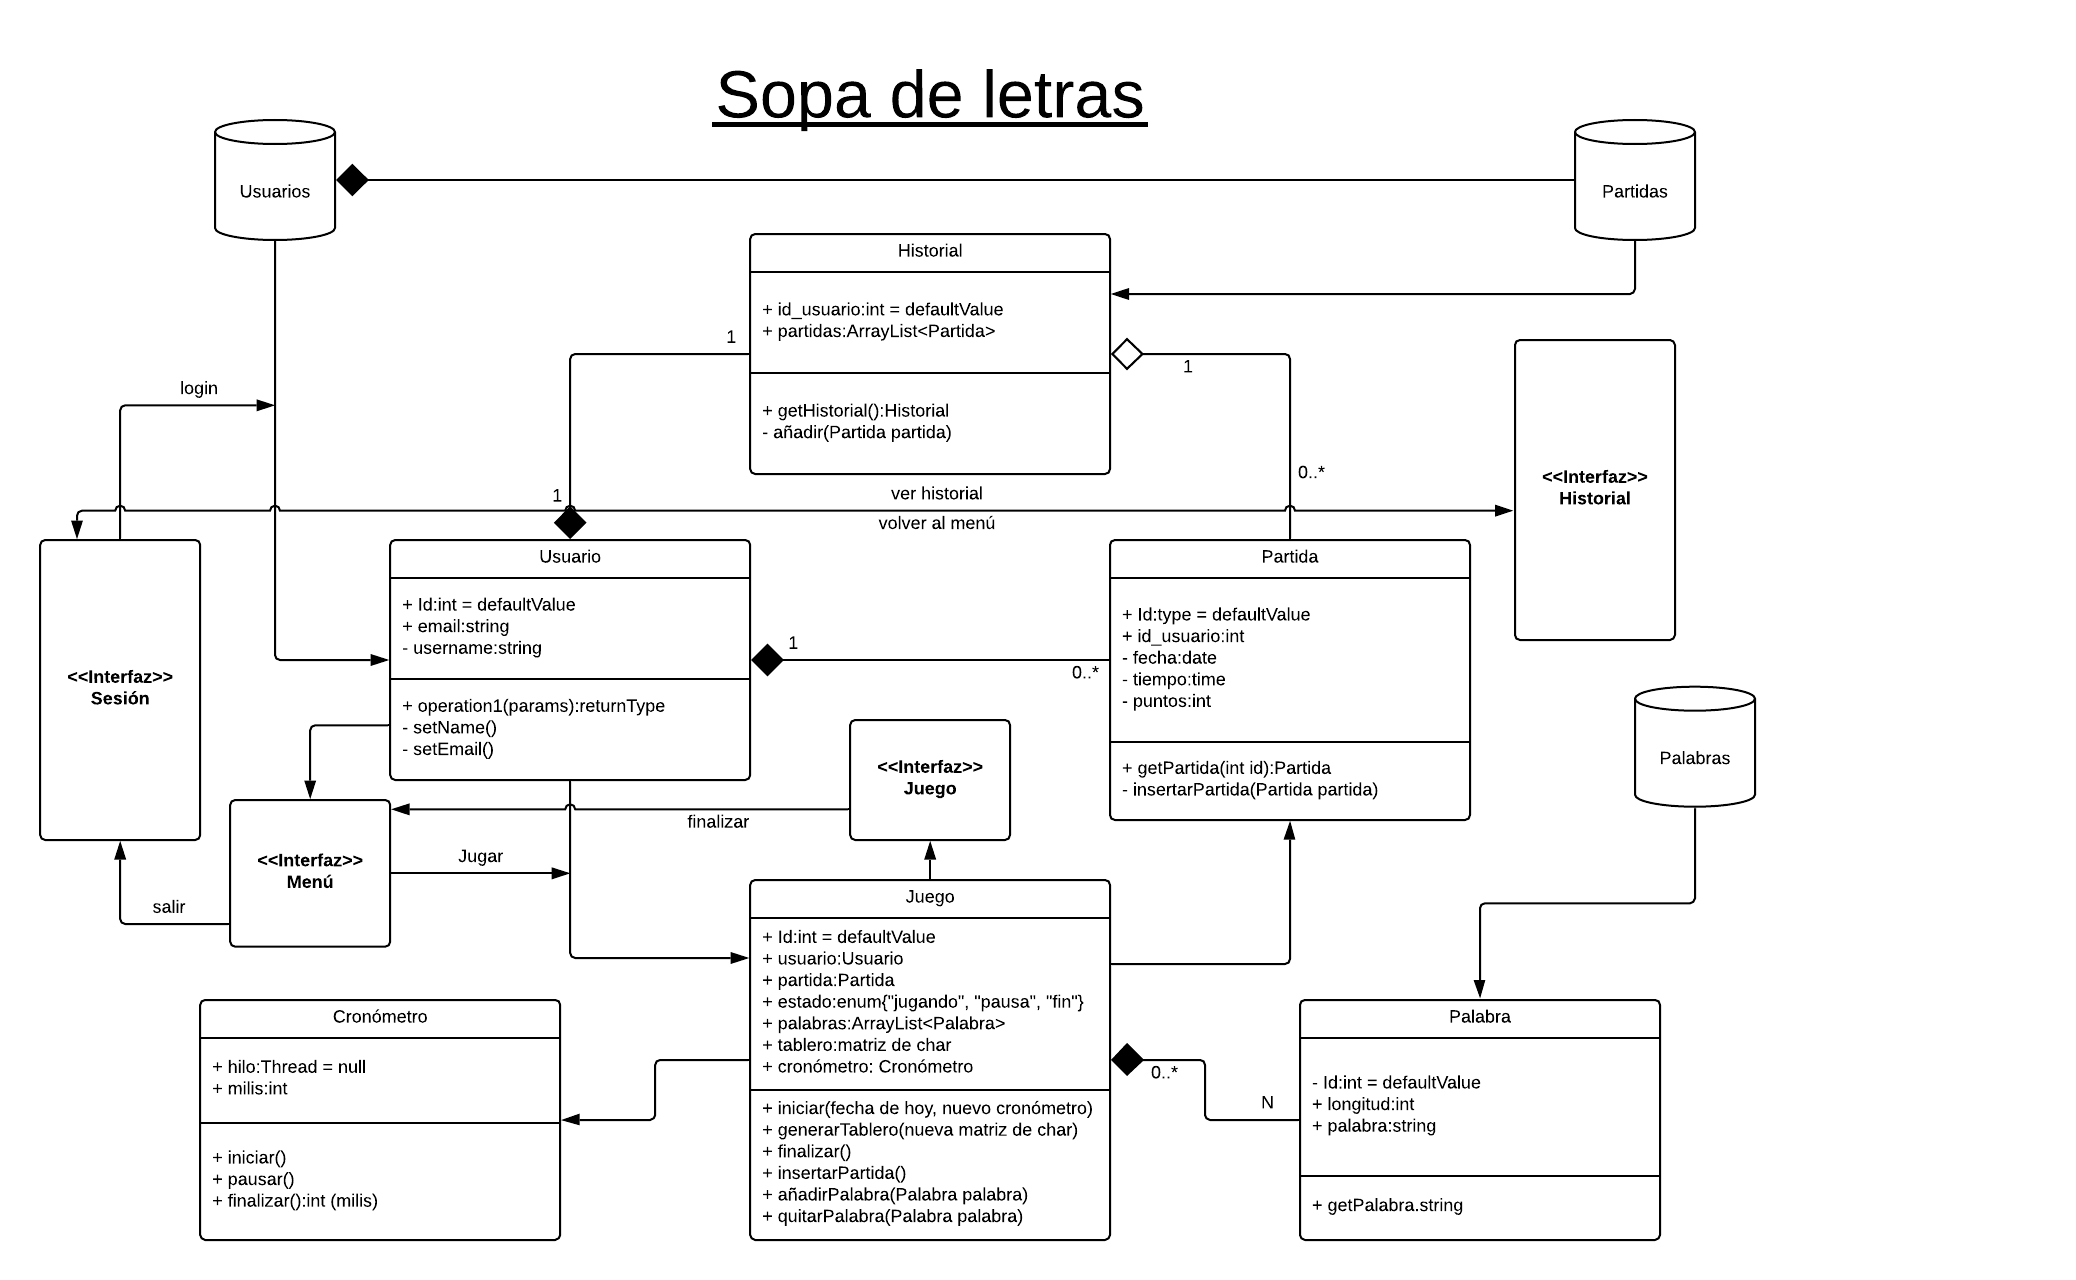 Sopa de letras
Usuarios
Partidas
Historial
+ id_usuario:int = defaultValue
+ partidas:ArrayList<Partida>
+ getHistorial():Historial
- añadir(Partida partida)
1
1
1
0..*
login
ver historial
volver al menú
<<Interfaz>>
Historial
<<Interfaz>>
Sesión
Usuario
+ Id:int = defaultValue
+ email:string
- username:string
+ operation1(params):returnType
- setName()
- setEmail()
1
0..*
Partida
+ Id:type = defaultValue
+ id_usuario:int
- fecha:date
- tiempo:time
- puntos:int
+ getPartida(int id):Partida
- insertarPartida(Partida partida)
Palabras
<<Interfaz>>
Juego
finalizar
<<Interfaz>>
Menú
Jugar
salir
Juego
+ Id:int = defaultValue
+ usuario:Usuario
+ partida:Partida
+ estado:enum{"jugando", "pausa", "fin"}
+ palabras:ArrayList<Palabra>
+ tablero:matriz de char
+ cronómetro: Cronómetro
+ iniciar(fecha de hoy, nuevo cronómetro)
+ generarTablero(nueva matriz de char)
+ finalizar()
+ insertarPartida()
+ añadirPalabra(Palabra palabra)
+ quitarPalabra(Palabra palabra)
Cronómetro
+ hilo:Thread = null
+ milis:int
+ iniciar()
+ pausar()
+ finalizar():int (milis)
0..*
N
Palabra
- Id:int = defaultValue
+ longitud:int
+ palabra:string
+ getPalabra.string